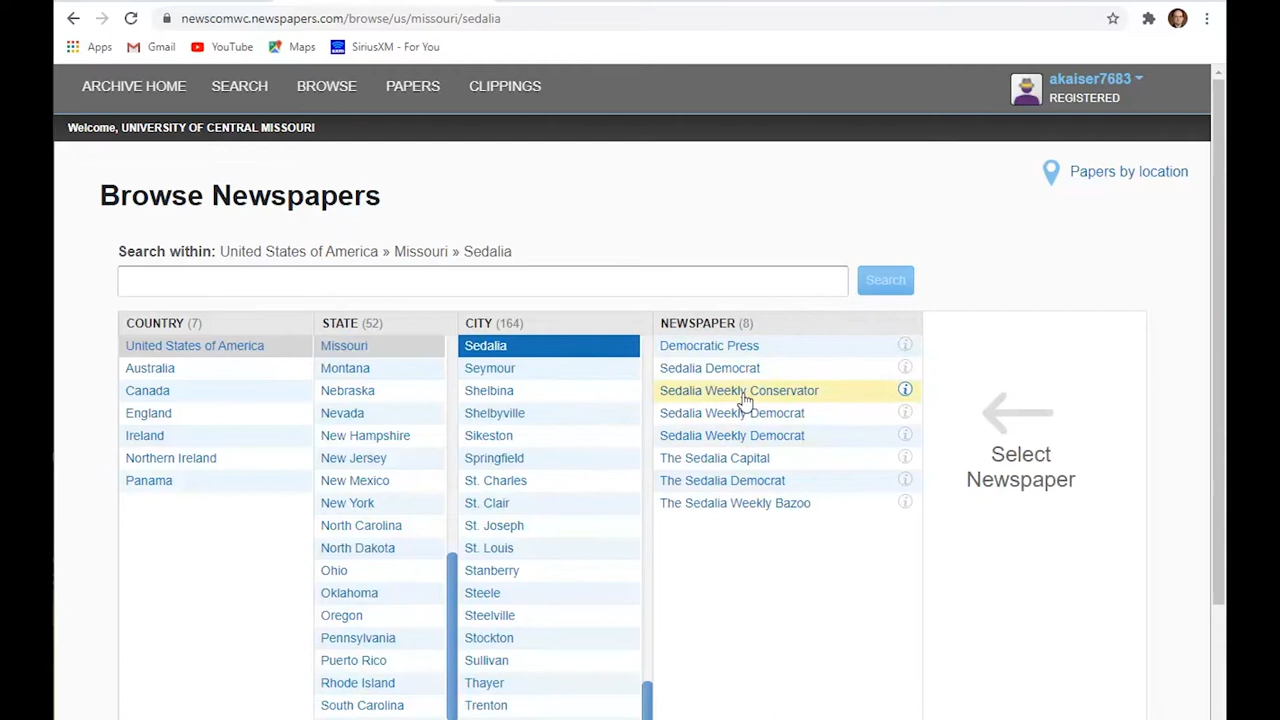 newscomwc.newspapers.com/browse/us/missouri/sedalia
Apps Gmail YouTube Maps SiriusXM - For You
ARCHIVE HOME SEARCH BROWSE PAPERS CLIPPINGS
akaiser7683
REGISTERED
Welcome, UNIVERSITY OF CENTRAL MISSOURI
Papers by location
Browse Newspapers
Search within: United States of America » Missouri » Sedalia
Search
COUNTRY (7) STATE (52) CITY (164) NEWSPAPER (8)
United States of America Missouri Sedalia Democratic Press
Australia Montana Seymour Sedalia Democrat
Canada Nebraska Shelbina Sedalia Weekly Conservator
England Nevada Shelbyville Sedalia Weekly Democrat
Ireland New Hampshire Sikeston Sedalia Weekly Democrat
Northern Ireland New Jersey Springfield The Sedalia Capital
Panama New Mexico St. Charles The Sedalia Democrat
New York St. Clair The Sedalia Weekly Bazoo
Select
Newspaper
North Carolina St. Joseph
North Dakota St. Louis
Ohio Stanberry
Oklahoma Steele
Oregon Steelville
Pennsylvania Stockton
Puerto Rico Sullivan
Rhode Island Thayer
South Carolina Trenton